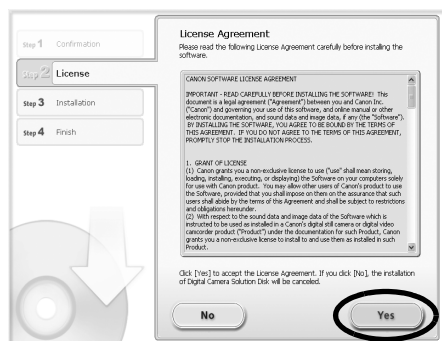 Step 1 Confirmation
Step 2 License
Step 3 Installation
Step 4 Finish
License Agreement
Please read the following License Agreement carefully before installing the
software.
CANON SOFTWARE LICENSE AGREEMENT
IMPORTANT - READ CAREFULLY BEFORE INSTALLING THE SOFTWARE! This
document is a legal agreement ("Agreement") between you and Canon Inc.
("Canon") and governing your use of this software, and online manual or other
electronic documentation, and sound data and image data, if any (the "Software").
BY INSTALLING THE SOFTWARE, YOU AGREE TO BE BOUND BY THE TERMS OF
THIS AGREEMENT. IF YOU DO NOT AGREE TO THE TERMS OF THIS AGREEMENT,
PROMPTLY STOP THE INSTALLATION PROCESS.
1. GRANT OF LICENSE
(1) Canon grants you a non-exclusive license to use ("use" shall mean storing,
loading, installing, executing, or displaying) the Software on your computers solely
for use with Canon product. You may allow other users of Canon's product to use
the Software, provided that you shall impose on them on the assurance that such
users shall abide by the terms of this Agreement and shall be subject to restrictions
and obligations hereunder.
(2) With respect to the sound data and image data of the Software which is
instructed to be used as installed in a Canon's digital still camera or digital video
camcorder product ("Product") under the documentation for such Product, Canon
grants you a non-exclusive license to install to and use them as installed in such
Product.
Click [Yes] to accept the License Agreement. If you click [No], the installation
of Digital Camera Solution Disk will be canceled.
No
Yes